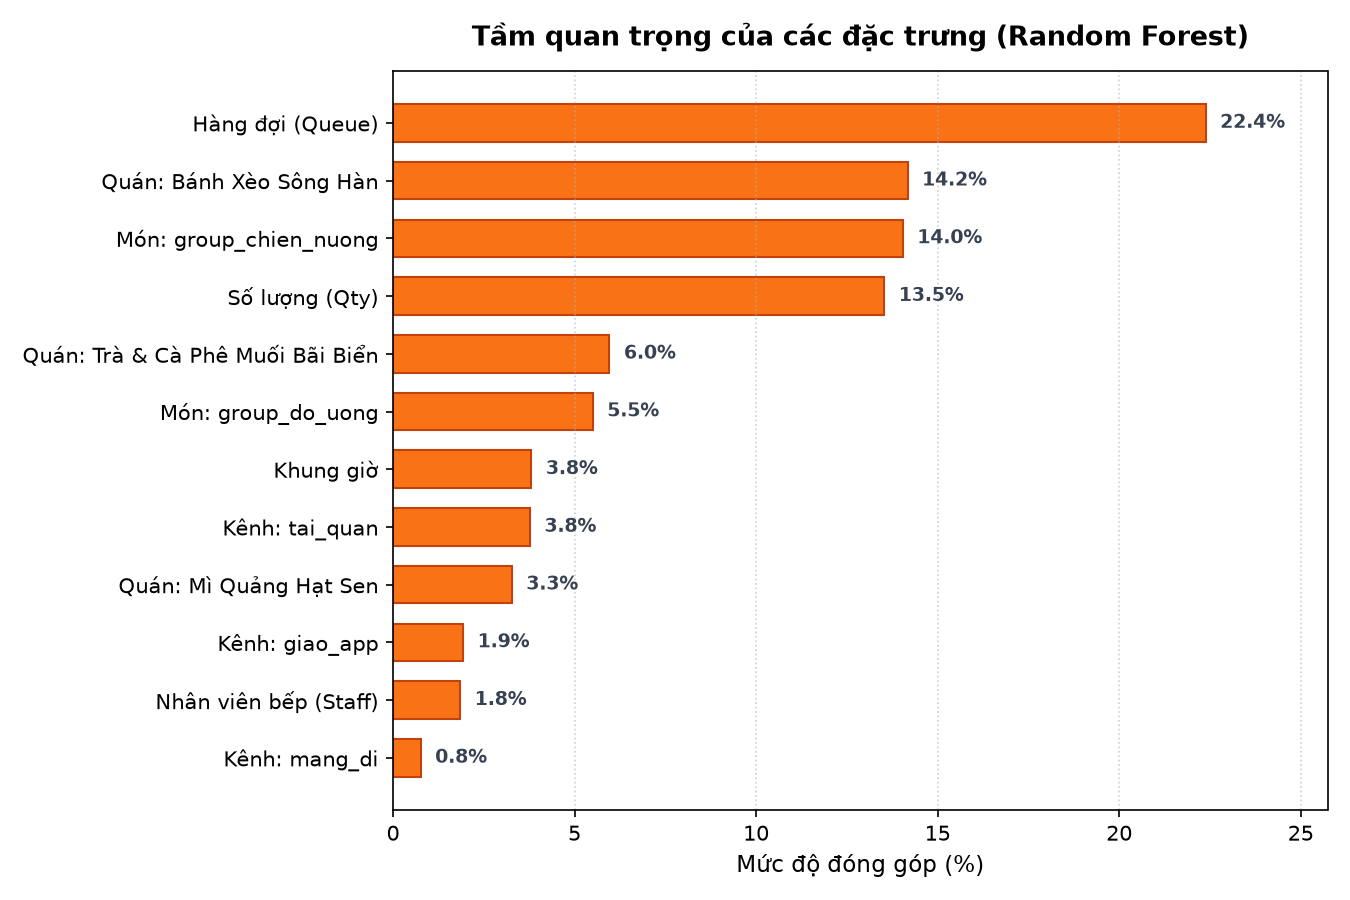 Tầm quan trọng của các đặc trưng (Random Forest)
Hàng đợi (Queue) 22.4%
Quán: Bánh Xèo Sông Hàn 14.2%
Món: group_chien_nuong 14.0%
Số lượng (Qty) 13.5%
Quán: Trà & Cà Phê Muối Bãi Biển 6.0%
Món: group_do_uong 5.5%
Khung giờ 3.8%
Kênh: tai_quan 3.8%
Quán: Mì Quảng Hạt Sen 3.3%
Kênh: giao_app 1.9%
Nhân viên bếp (Staff) 1.8%
Kênh: mang_di 0.8%
0 5 10 15 20 25
Mức độ đóng góp (%)